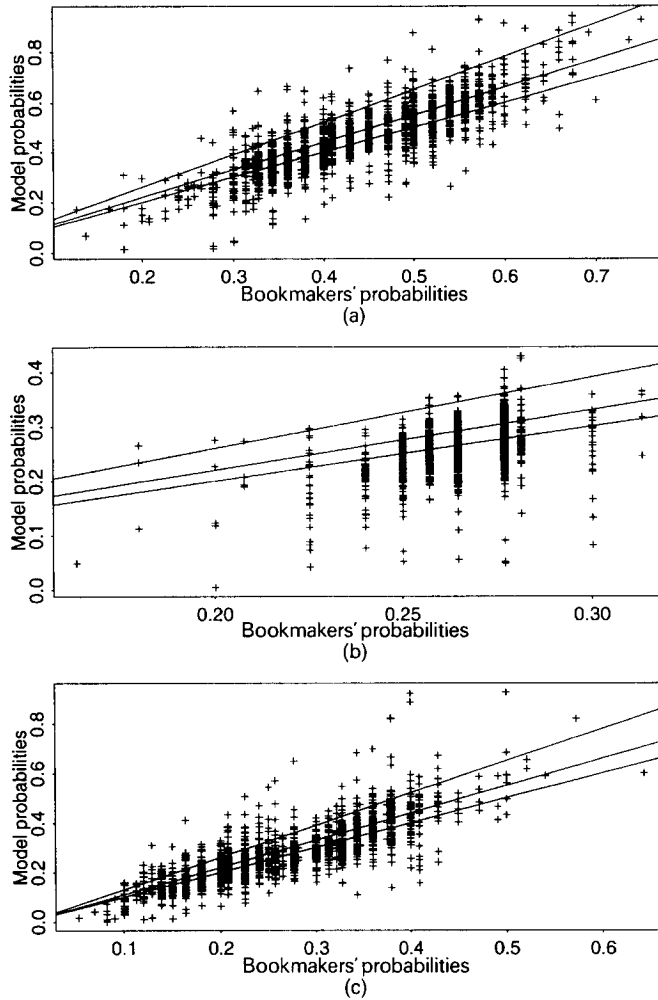 Model probabilities
0.0 0.2 0.4 0.6 0.8
0.2 0.3 0.4 0.5 0.6 0.7
Bookmakers' probabilities
(a)
Model probabilities
0.0 0.1 0.2 0.3 0.4
0.20 0.25 0.30
Bookmakers' probabilities
(b)
Model probabilities
0.0 0.2 0.4 0.6 0.8
0.1 0.2 0.3 0.4 0.5 0.6
Bookmakers' probabilities
(c)